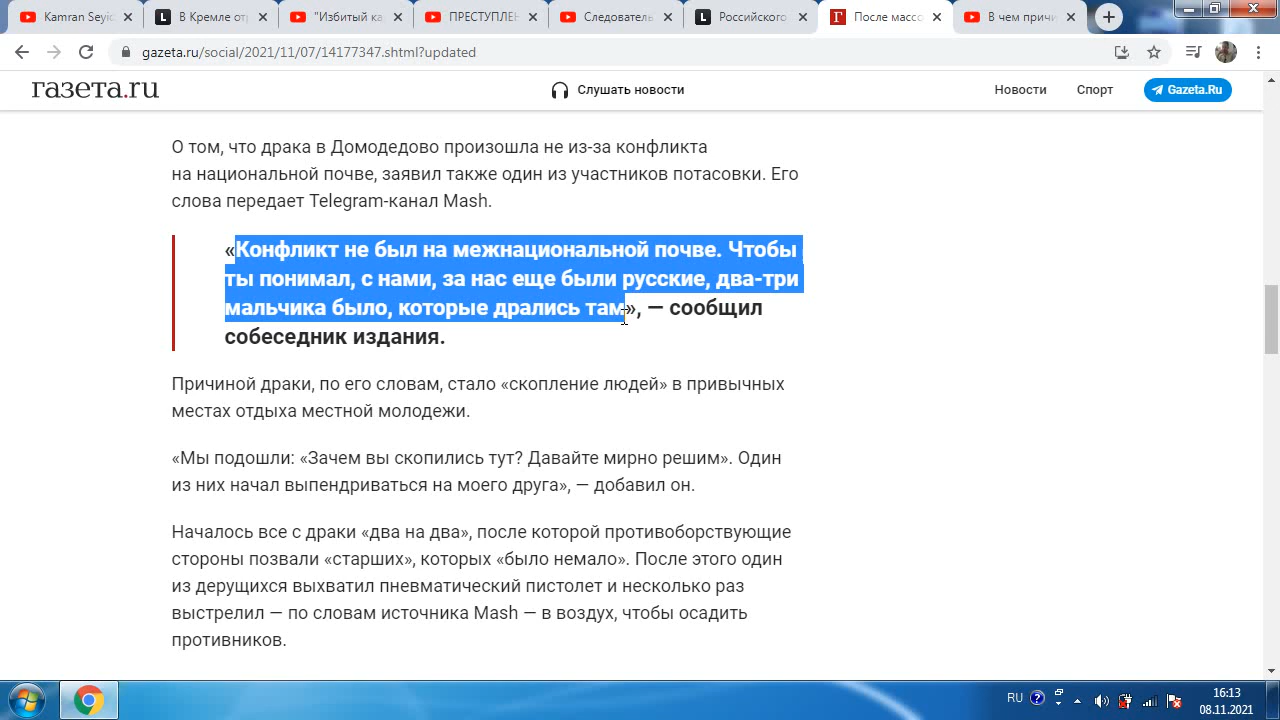 Kamran Seyid
В Кремле отр
"Избитый ка
ПРЕСТУПЛЕН
Следователь
Российского
После массо
В чем причи
gazeta.ru/social/2021/11/07/14177347.shtml?updated
газета.ru
Слушать новости
Новости
Спорт
Gazeta.Ru
О том, что драка в Домодедово произошла не из-за конфликта
на национальной почве, заявил также один из участников потасовки. Его
слова передает Telegram-канал Mash.
«Конфликт не был на межнациональной почве. Чтобы
ты понимал, с нами, за нас еще были русские, два-три
мальчика было, которые дрались там», — сообщил
собеседник издания.
Причиной драки, по его словам, стало «скопление людей» в привычных
местах отдыха местной молодежи.
«Мы подошли: «Зачем вы скопились тут? Давайте мирно решим». Один
из них начал выпендриваться на моего друга», — добавил он.
Началось все с драки «два на два», после которой противоборствующие
стороны позвали «старших», которых «было немало». После этого один
из дерущихся выхватил пневматический пистолет и несколько раз
выстрелил — по словам источника Mash — в воздух, чтобы осадить
противников.
RU
16:13
08.11.2021